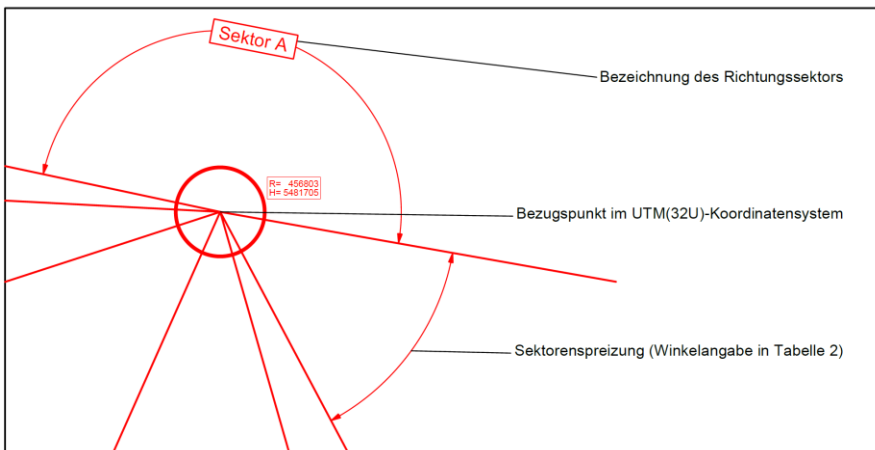 Sektor A
Bezeichnung des Richtungssektors
R= 456803
H= 5481705
Bezugspunkt im UTM(32U)-Koordinatensystem
Sektorenspreizung (Winkelangabe in Tabelle 2)